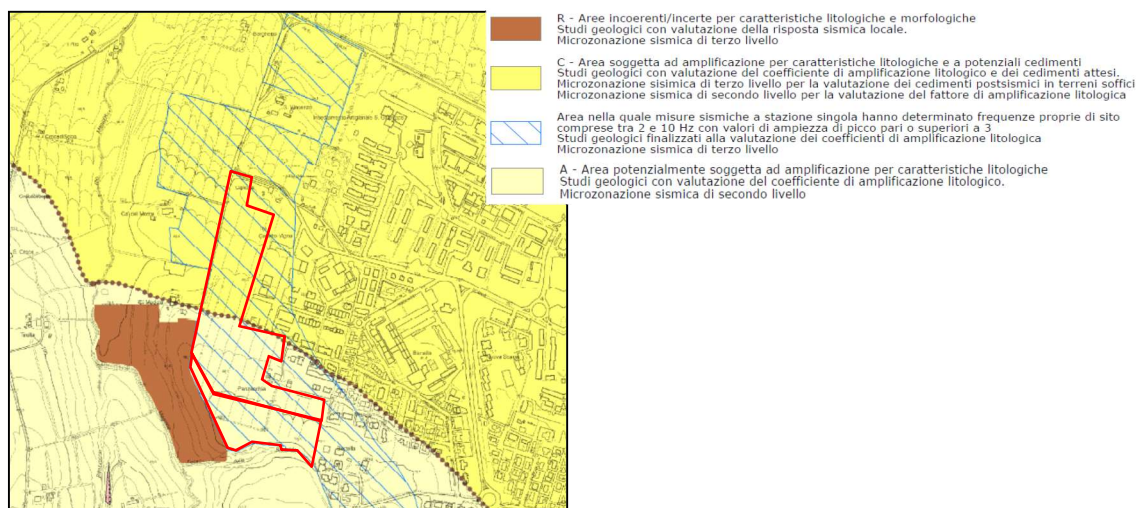 R - Aree incoerenti/incerte per caratteristiche litologiche e morfologiche
Studi geologici con valutazione della risposta sismica locale.
Microzonazione sismica di terzo livello
C - Area soggetta ad amplificazione per caratteristiche litologiche e a potenziali cedimenti
Studi geologici con valutazione del coefficiente di amplificazione litologico e dei cedimenti attesi.
Microzonazione sisimica di terzo livello per la valutazione dei cedimenti postsismici in terreni soffici
Microzonazione sismica di secondo livello per la valutazione del fattore di amplificazione litologica
Area nella quale misure sismiche a stazione singola hanno determinato frequenze proprie di sito
comprese tra 2 e 10 Hz con valori di ampiezza di picco pari o superiori a 3
Studi geologici finalizzati alla valutazione dei coefficienti di amplificazione litologica
Microzonazione sismica di terzo livello
A - Area potenzialmente soggetta ad amplificazione per caratteristiche litologiche
Studi geologici con valutazione del coefficiente di amplificazione litologico.
Microzonazione sismica di secondo livello